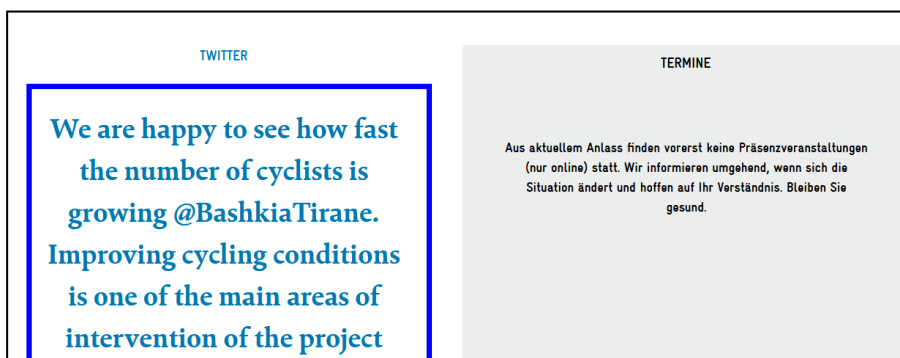 TWITTER
We are happy to see how fast
the number of cyclists is
growing @BashkiaTirane.
Improving cycling conditions
is one of the main areas of
intervention of the project
TERMINE
Aus aktuellem Anlass finden vorerst keine Präsenzveranstaltungen
(nur online) statt. Wir informieren umgehend, wenn sich die
Situation ändert und hoffen auf Ihr Verständnis. Bleiben Sie
gesund.